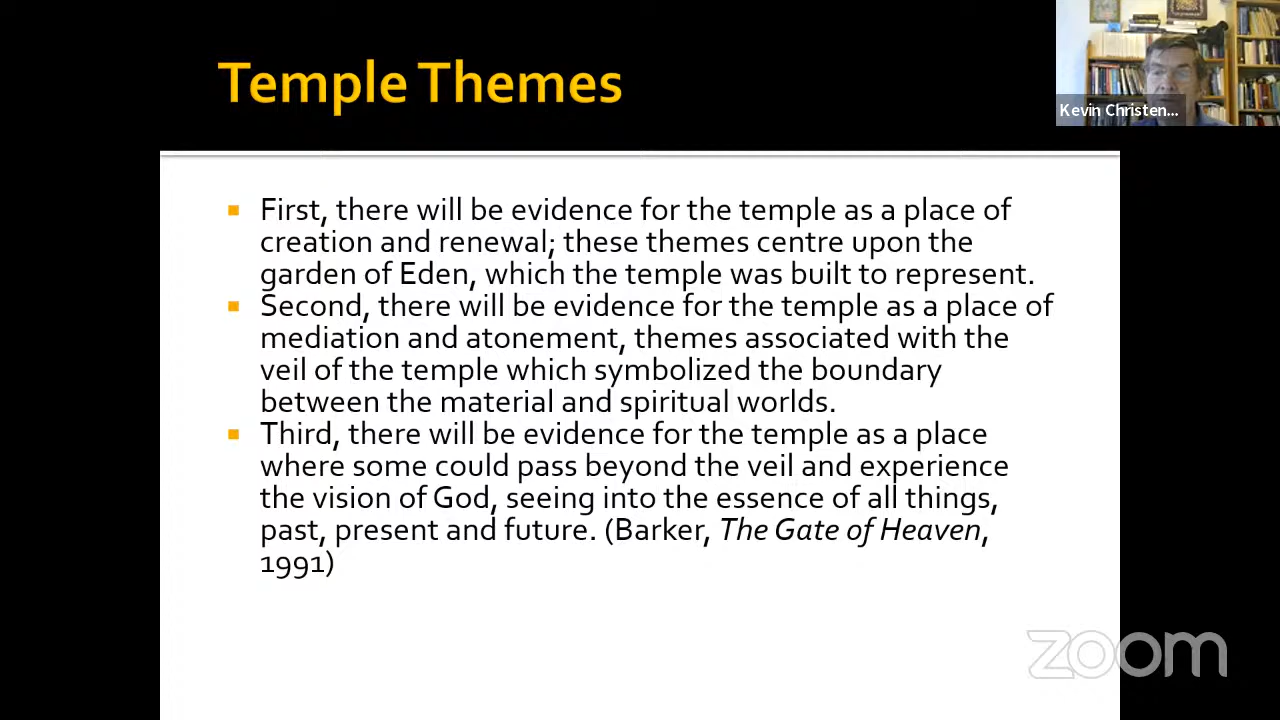 Temple Themes
Kevin Christen...
First, there will be evidence for the temple as a place of
creation and renewal; these themes centre upon the
garden of Eden, which the temple was built to represent.
Second, there will be evidence for the temple as a place of
mediation and atonement, themes associated with the
veil of the temple which symbolized the boundary
between the material and spiritual worlds.
Third, there will be evidence for the temple as a place
where some could pass beyond the veil and experience
the vision of God, seeing into the essence of all things,
past, present and future. (Barker, The Gate of Heaven,
1991)
zoom